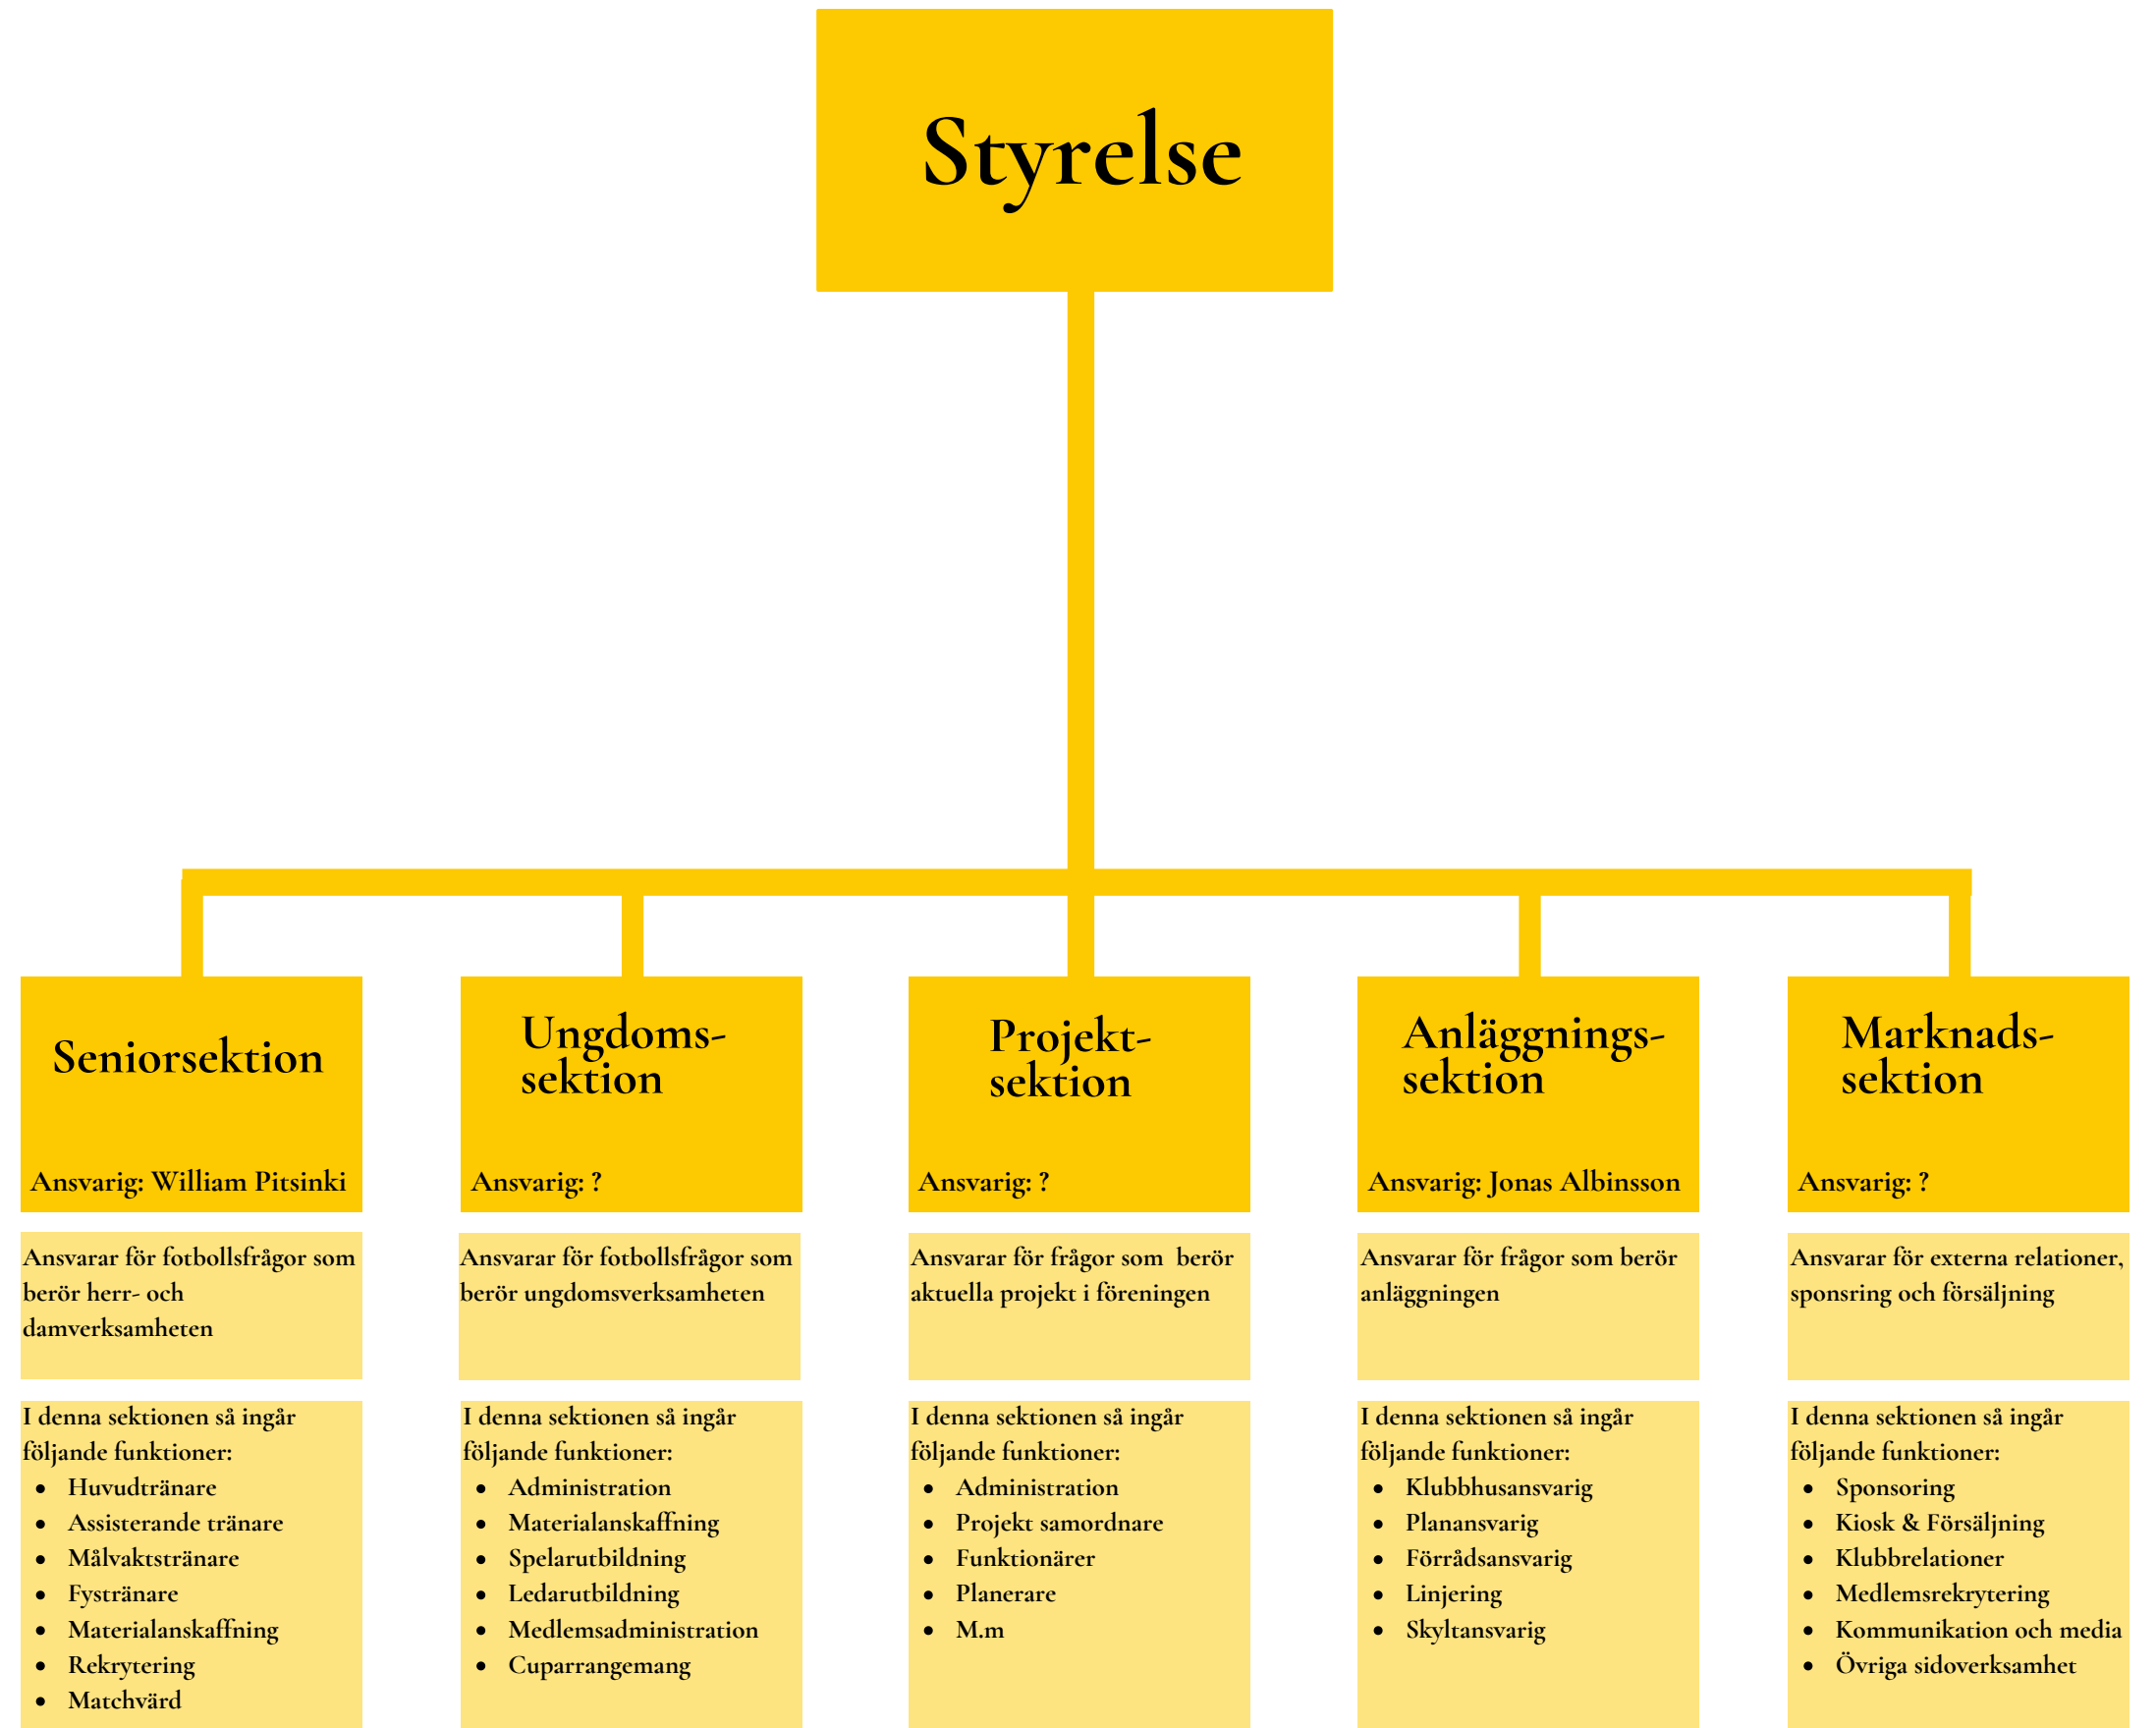 Styrelse
Seniorsektion
Ansvarig: William Pitsinki
Ansvarar för fotbollsfrågor som
berör herr- och
damverksamheten
I denna sektionen så ingår
följande funktioner:
• Huvudtränare
• Assisterande tränare
• Målvaktstränare
• Fystränare
• Materialanskaffning
• Rekrytering
• Matchvärd
Ungdoms-
sektion
Ansvarig: ?
Ansvarar för fotbollsfrågor som
berör ungdomsverksamheten
I denna sektionen så ingår
följande funktioner:
• Administration
• Materialanskaffning
• Spelarutbildning
• Ledarutbildning
• Medlemsadministration
• Cuparrangemang
Projekt-
sektion
Ansvarig: ?
Ansvarar för frågor som  berör
aktuella projekt i föreningen
I denna sektionen så ingår
följande funktioner:
• Administration
• Projekt samordnare
• Funktionärer
• Planerare
• M.m
Anläggnings-
sektion
Ansvarig: Jonas Albinsson
Ansvarar för frågor som berör
anläggningen
I denna sektionen så ingår
följande funktioner:
• Klubbhusansvarig
• Planansvarig
• Förrådsansvarig
• Linjering
• Skyltansvarig
Marknads-
sektion
Ansvarig: ?
Ansvarar för externa relationer,
sponsring och försäljning
I denna sektionen så ingår
följande funktioner:
• Sponsoring
• Kiosk & Försäljning
• Klubbrelationer
• Medlemsrekrytering
• Kommunikation och media
• Övriga sidoverksamhet